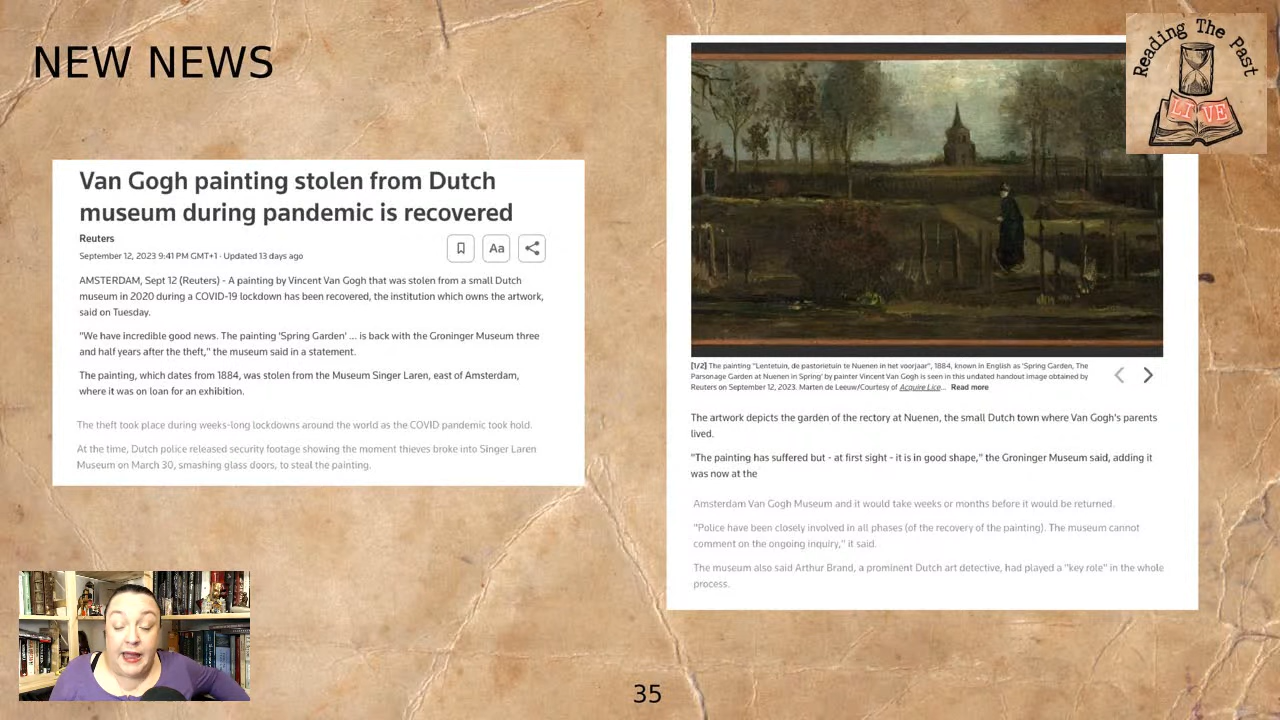 NEW NEWS
Van Gogh painting stolen from Dutch
museum during pandemic is recovered
Reuters
September 12, 2023 9:41 PM GMT+1 · Updated 13 days ago
Aa
AMSTERDAM, Sept 12 (Reuters) - A painting by Vincent Van Gogh that was stolen from a small Dutch
museum in 2020 during a COVID-19 lockdown has been recovered, the institution which owns the artwork,
said on Tuesday.
"We have incredible good news. The painting 'Spring Garden' ... is back with the Groninger Museum three
and half years after the theft," the museum said in a statement.
The painting, which dates from 1884, was stolen from the Museum Singer Laren, east of Amsterdam,
where it was on loan for an exhibition.
The theft took place during weeks-long lockdowns around the world as the COVID pandemic took hold.
At the time, Dutch police released security footage showing the moment thieves broke into Singer Laren
Museum on March 30, smashing glass doors, to steal the painting.
Reading The Past
LIVE
[1/2] The painting "Lentetuin, de pastorietuin te Nuenen in het voorjaar", 1884, known in English as 'Spring Garden, The
Parsonage Garden at Nuenen in Spring' by painter Vincent Van Gogh is seen in this undated handout image obtained by
Reuters on September 12, 2023. Marten de Leeuw/Courtesy of Acquire Lice... Read more
The artwork depicts the garden of the rectory at Nuenen, the small Dutch town where Van Gogh's parents
lived.
"The painting has suffered but - at first sight - it is in good shape," the Groninger Museum said, adding it
was now at the
Amsterdam Van Gogh Museum and it would take weeks or months before it would be returned.
"Police have been closely involved in all phases (of the recovery of the painting). The museum cannot
comment on the ongoing inquiry," it said.
The museum also said Arthur Brand, a prominent Dutch art detective, had played a "key role" in the whole
process.
35